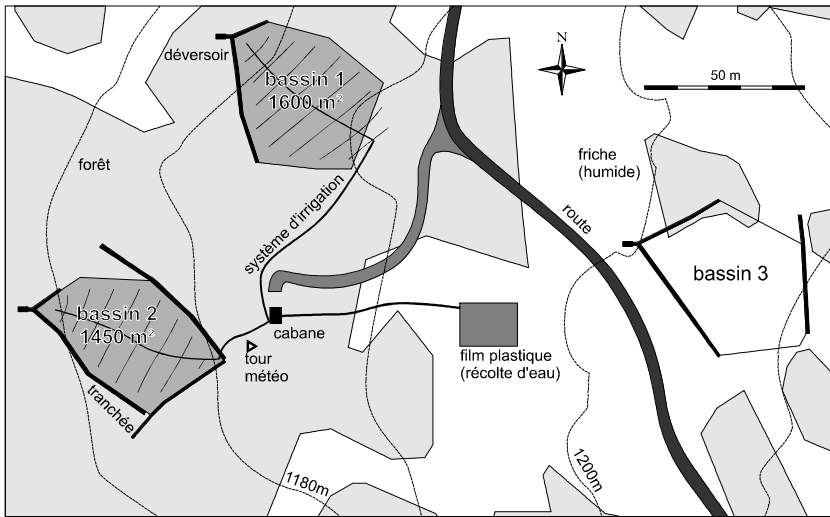 déversoir
bassin 1
1600 m²
N
50 m
forêt
friche
(humide)
système d'irrigation
route
bassin 3
bassin 2
1450 m²
cabane
tour
météo
film plastique
(récolte d'eau)
tranchée
1180m
1200m